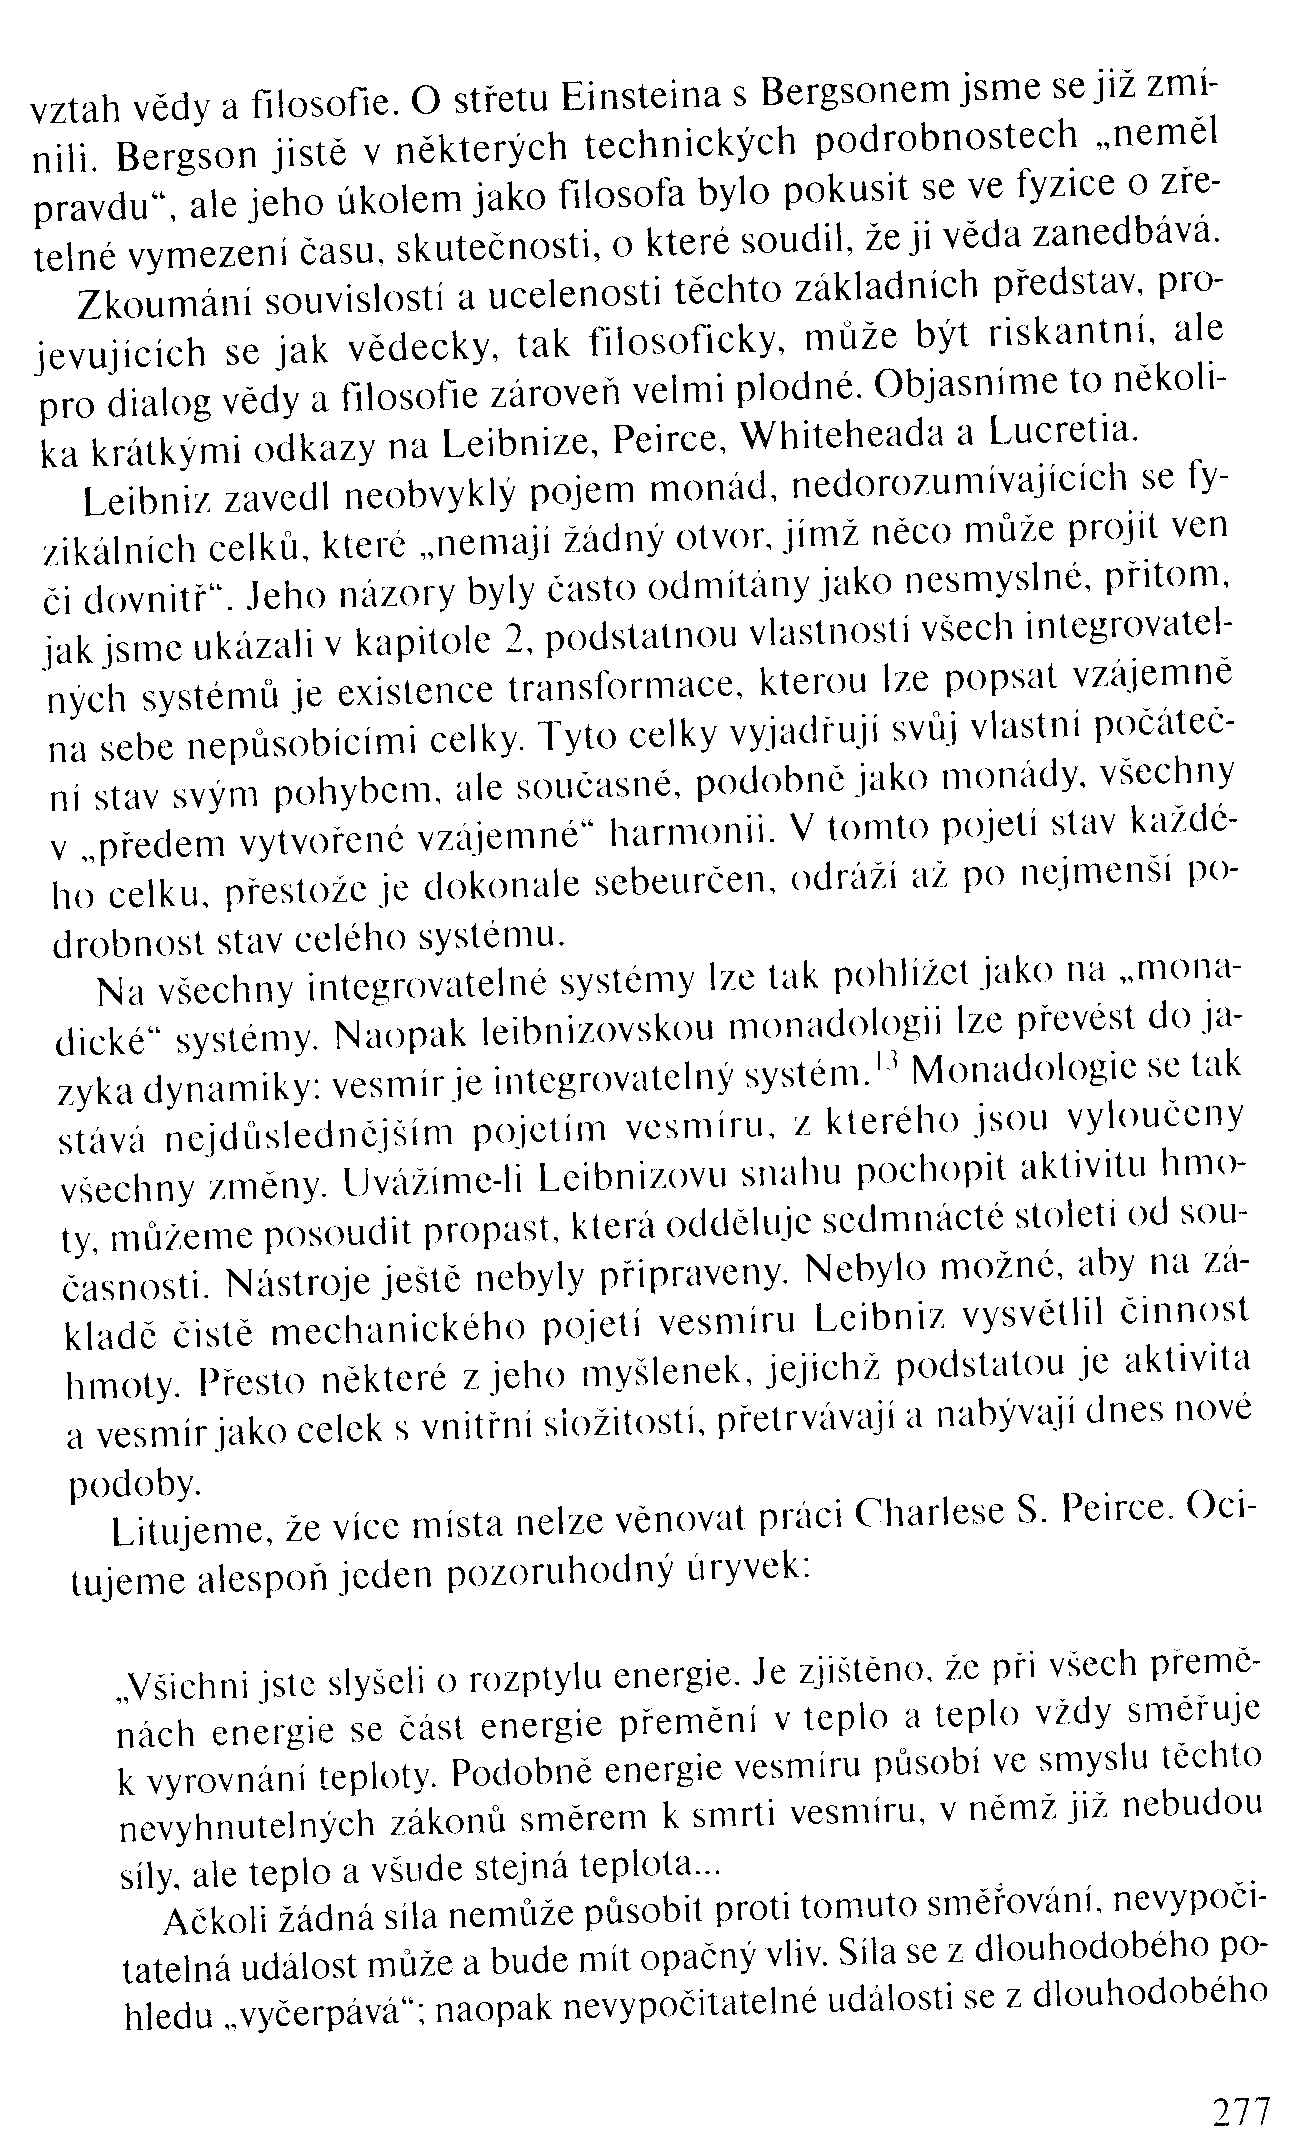 vztah vědy a filosofie. O střetu Einsteina s Bergsonem jsme se již zmí-
nili. Bergson jistě v některých technických podrobnostech „neměl
pravdu“, ale jeho úkolem jako filosofa bylo pokusit se ve fyzice o zře-
telné vymezení času, skutečnosti, o které soudil, že ji věda zanedbává.
Zkoumání souvislostí a ucelenosti těchto základních představ, pro-
jevujících se jak vědecky, tak filosoficky, může být riskantní, ale
pro dialog vědy a filosofie zároveň velmi plodné. Objasníme to několi-
ka krátkými odkazy na Leibnize, Peirce, Whiteheada a Lucretia.
Leibniz zavedl neobvyklý pojem monád, nedorozumívajících se fy-
zikálních celků, které „nemají žádný otvor, jímž něco může projít ven
či dovnitř“. Jeho názory byly často odmítány jako nesmyslné, přitom,
jak jsme ukázali v kapitole 2, podstatnou vlastností všech integrovatel-
ných systémů je existence transformace, kterou lze popsat vzájemně
na sebe nepůsobícími celky. Tyto celky vyjadřují svůj vlastní počáteč-
ní stav svým pohybem, ale současně, podobně jako monády, všechny
v „předem vytvořené vzájemné“ harmonii. V tomto pojetí stav každé-
ho celku, přestože je dokonale sebeurčen, odráží až po nejmenší po-
drobnost stav celého systému.
Na všechny integrovatelné systémy lze tak pohlížet jako na „mona-
dické“ systémy. Naopak leibnizovskou monadologii lze převést do ja-
zyka dynamiky: vesmír je integrovatelný systém.¹³ Monadologie se tak
stává nejdůslednějším pojetím vesmíru, z kterého jsou vyloučeny
všechny změny. Uvážíme-li Leibnizovu snahu pochopit aktivitu hmo-
ty, můžeme posoudit propast, která odděluje sedmnácté století od sou-
časnosti. Nástroje ještě nebyly připraveny. Nebylo možné, aby na zá-
kladě čistě mechanického pojetí vesmíru Leibniz vysvětlil činnost
hmoty. Přesto některé z jeho myšlenek, jejichž podstatou je aktivita
a vesmír jako celek s vnitřní složitostí, přetrvávají a nabývají dnes nové
podoby.
Litujeme, že více místa nelze věnovat práci Charlese S. Peirce. Oci-
tujeme alespoň jeden pozoruhodný úryvek:
„Všichni jste slyšeli o rozptylu energie. Je zjištěno, že při všech přemě-
nách energie se část energie přemění v teplo a teplo vždy směřuje
k vyrovnání teploty. Podobně energie vesmíru působí ve smyslu těchto
nevyhnutelných zákonů směrem k smrti vesmíru, v němž již nebudou
síly, ale teplo a všude stejná teplota...
Ačkoli žádná síla nemůže působit proti tomuto směřování, nevypoči-
tatelná událost může a bude mít opačný vliv. Síla se z dlouhodobého po-
hledu „vyčerpává“; naopak nevypočitatelné události se z dlouhodobého
277